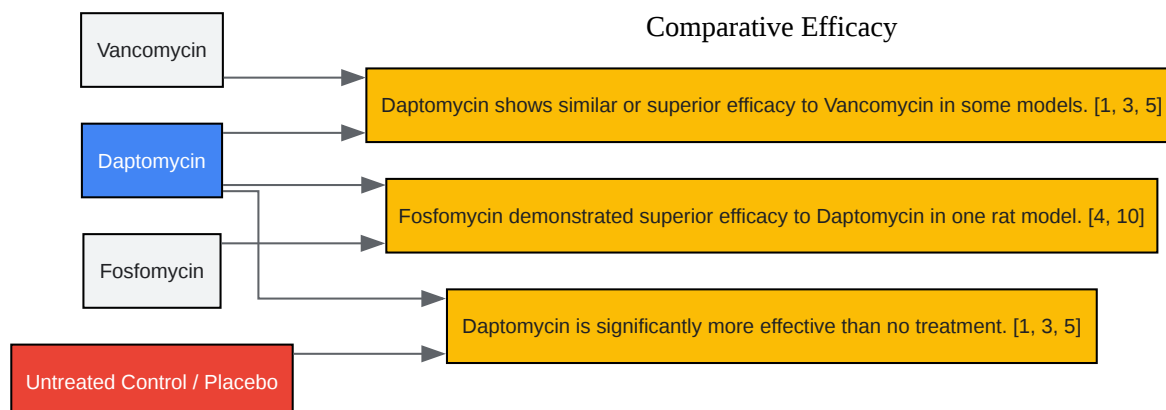 Comparative Efficacy
Vancomycin
Daptomycin shows similar or superior efficacy to Vancomycin in some models. [1, 3, 5]
Daptomycin
Fosfomycin demonstrated superior efficacy to Daptomycin in one rat model. [4, 10]
Fosfomycin
Daptomycin is significantly more effective than no treatment. [1, 3, 5]
Untreated Control / Placebo